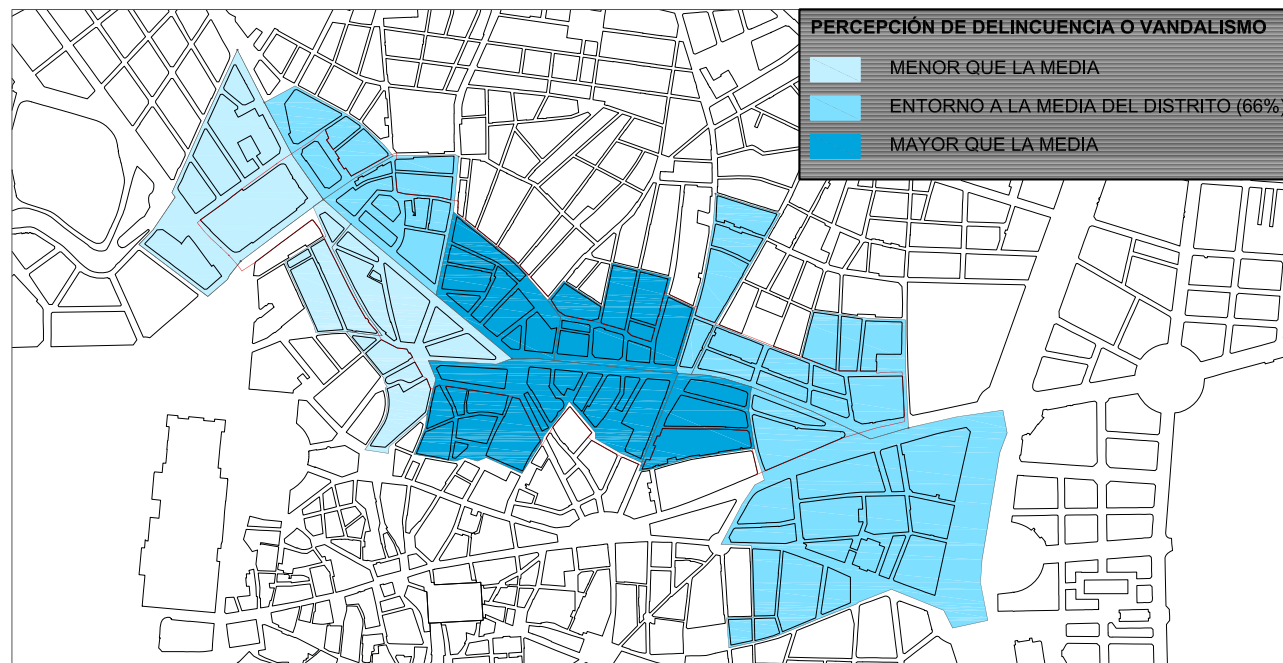 PERCEPCIÓN DE DELINCUENCIA O VANDALISMO
MENOR QUE LA MEDIA
ENTORNO A LA MEDIA DEL DISTRITO (66%)
MAYOR QUE LA MEDIA